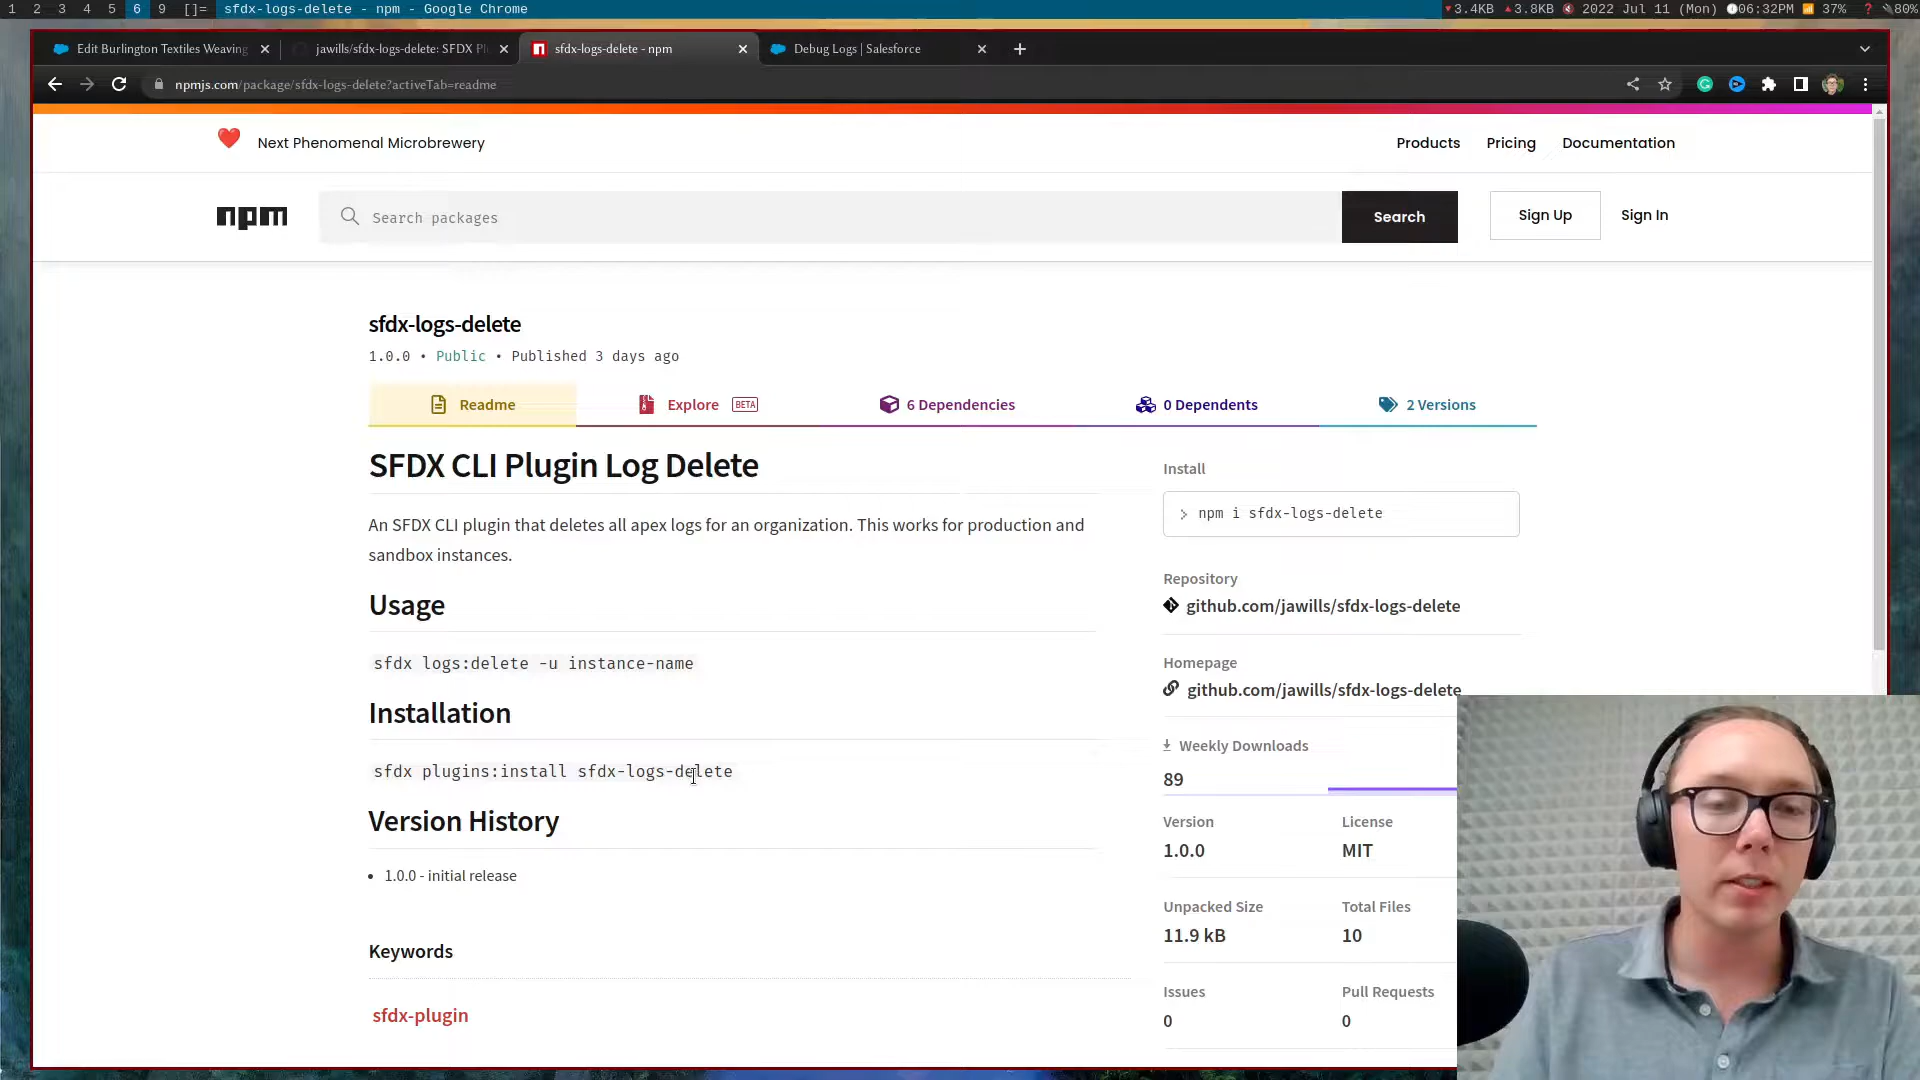 1 2 3 4 5 6 9 []= sfdx-logs-delete - npm - Google Chrome 3.4KB 3.8KB 2022 Jul 11 (Mon) 06:32PM 37% 80%
Edit Burlington Textiles Weaving jawills/sfdx-logs-delete: SFDX Pl sfdx-logs-delete - npm Debug Logs | Salesforce
npmjs.com/package/sfdx-logs-delete?activeTab=readme
Next Phenomenal Microbrewery Products Pricing Documentation
npm Search packages Search Sign Up Sign In
sfdx-logs-delete
1.0.0 • Public • Published 3 days ago
Readme Explore BETA 6 Dependencies 0 Dependents 2 Versions
SFDX CLI Plugin Log Delete
An SFDX CLI plugin that deletes all apex logs for an organization. This works for production and
sandbox instances.
Usage
sfdx logs:delete -u instance-name
Installation
sfdx plugins:install sfdx-logs-delete
Version History
• 1.0.0 - initial release
Keywords
sfdx-plugin
Install
> npm i sfdx-logs-delete
Repository
github.com/jawills/sfdx-logs-delete
Homepage
github.com/jawills/sfdx-logs-delete
Weekly Downloads
89
Version License
1.0.0 MIT
Unpacked Size Total Files
11.9 kB 10
Issues Pull Requests
0 0